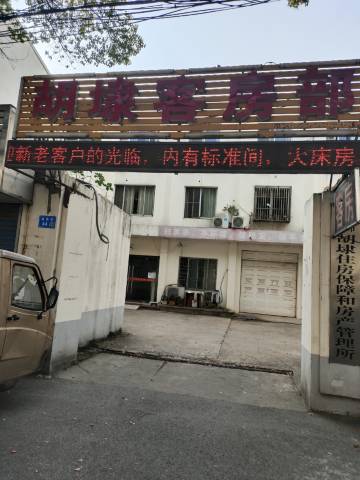 胡埭客房部
迎新老客户的光临，内有标准间，大床房
胡埭住房保障和房产管理所